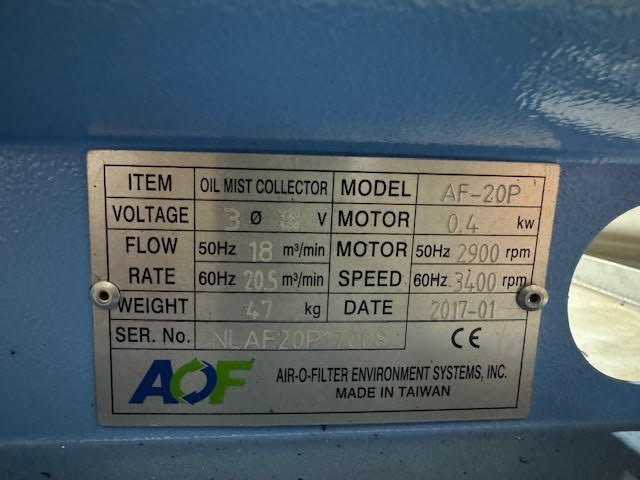 ITEM OIL MIST COLLECTOR MODEL AF-20P
VOLTAGE 3 Ø V MOTOR 0.4 kw
FLOW 50Hz 18 m³/min MOTOR 50Hz 2900 rpm
RATE 60Hz 20.5 m³/min SPEED 60Hz 3400 rpm
WEIGHT 47 kg DATE 2017-01
SER. No. CE
AOF AIR-O-FILTER ENVIRONMENT SYSTEMS, INC.
MADE IN TAIWAN